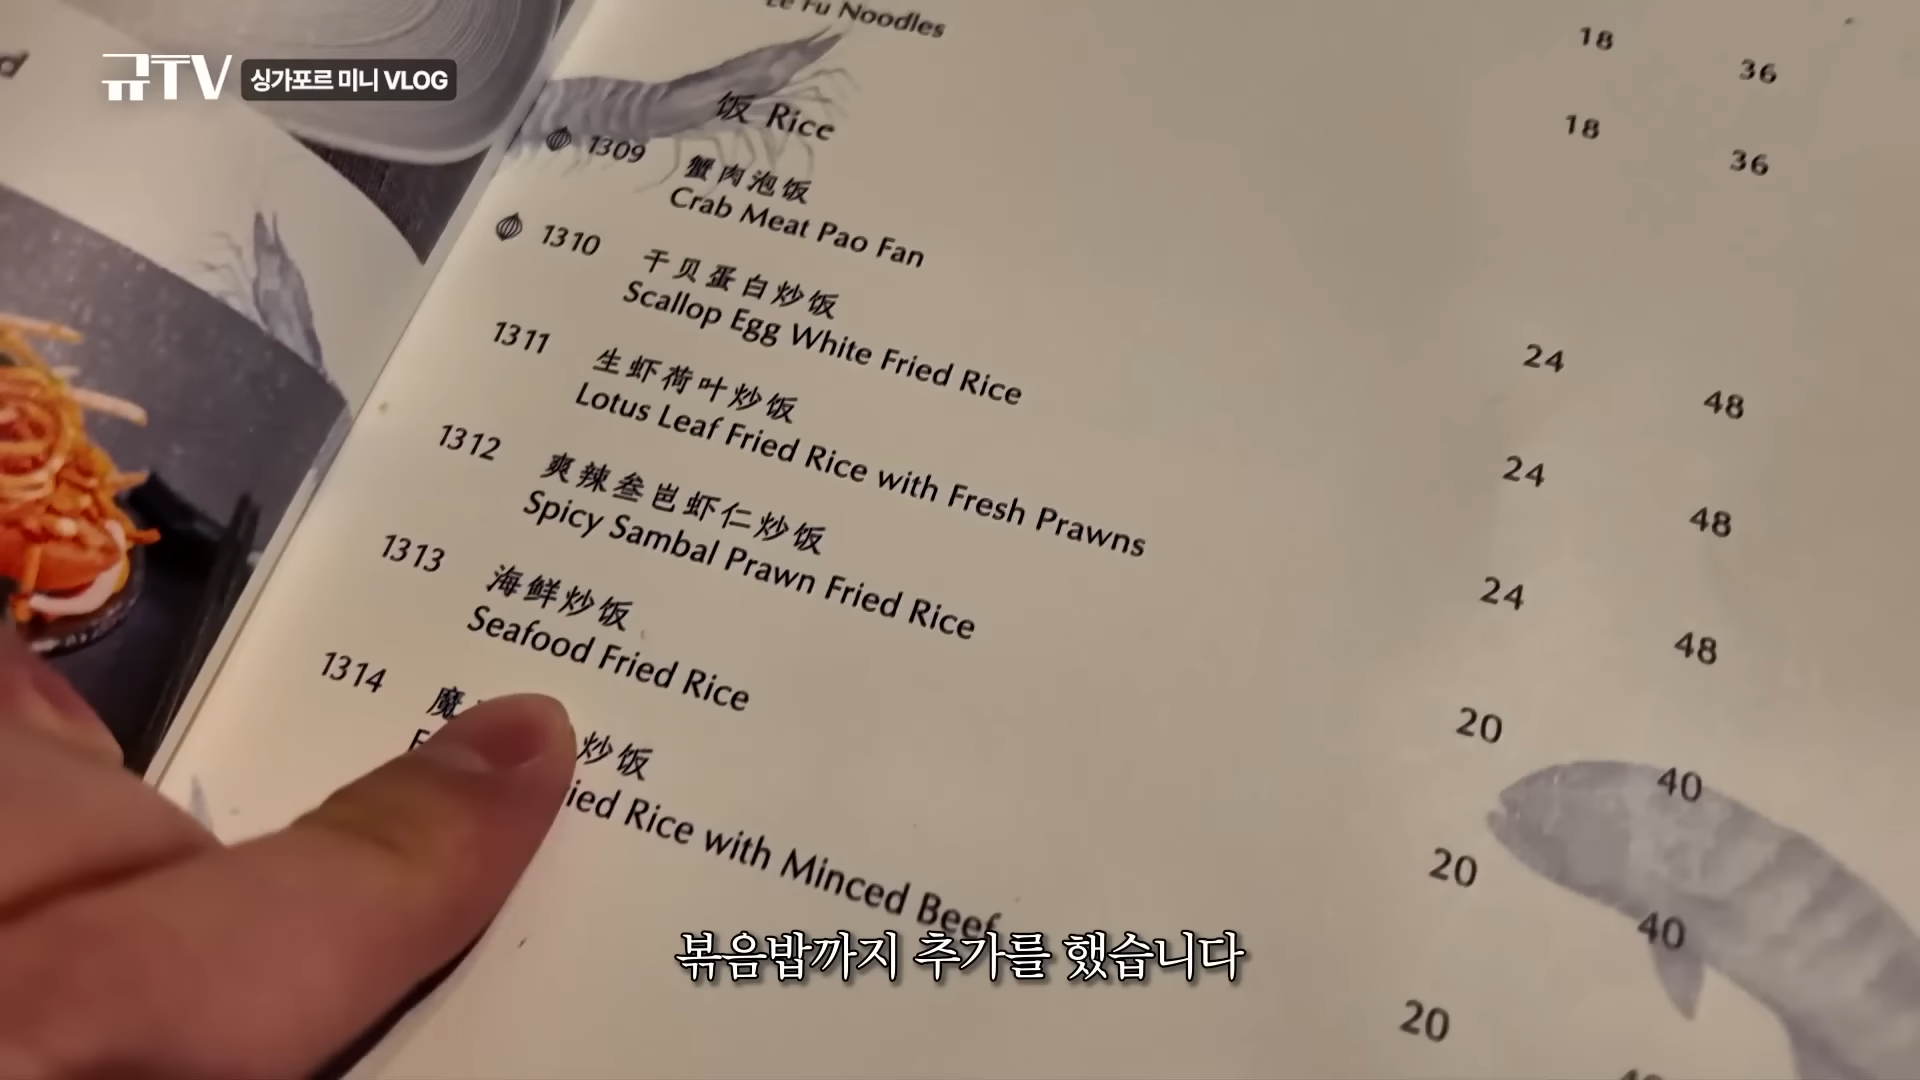 규TV 싱가포르 미니 VLOG
d
Fu Noodles
18 36
18 36
饭 Rice
1309 蟹肉泡饭
Crab Meat Pao Fan
24 48
1310 干贝蛋白炒饭
Scallop Egg White Fried Rice
24 48
1311 生虾荷叶炒饭
Lotus Leaf Fried Rice with Fresh Prawns
24 48
1312 爽辣叁岜虾仁炒饭
Spicy Sambal Prawn Fried Rice
20 40
1313 海鲜炒饭
Seafood Fried Rice
20 40
1314 魔 炒饭
Rice with Minced Beef
20
볶음밥까지 추가를 했습니다